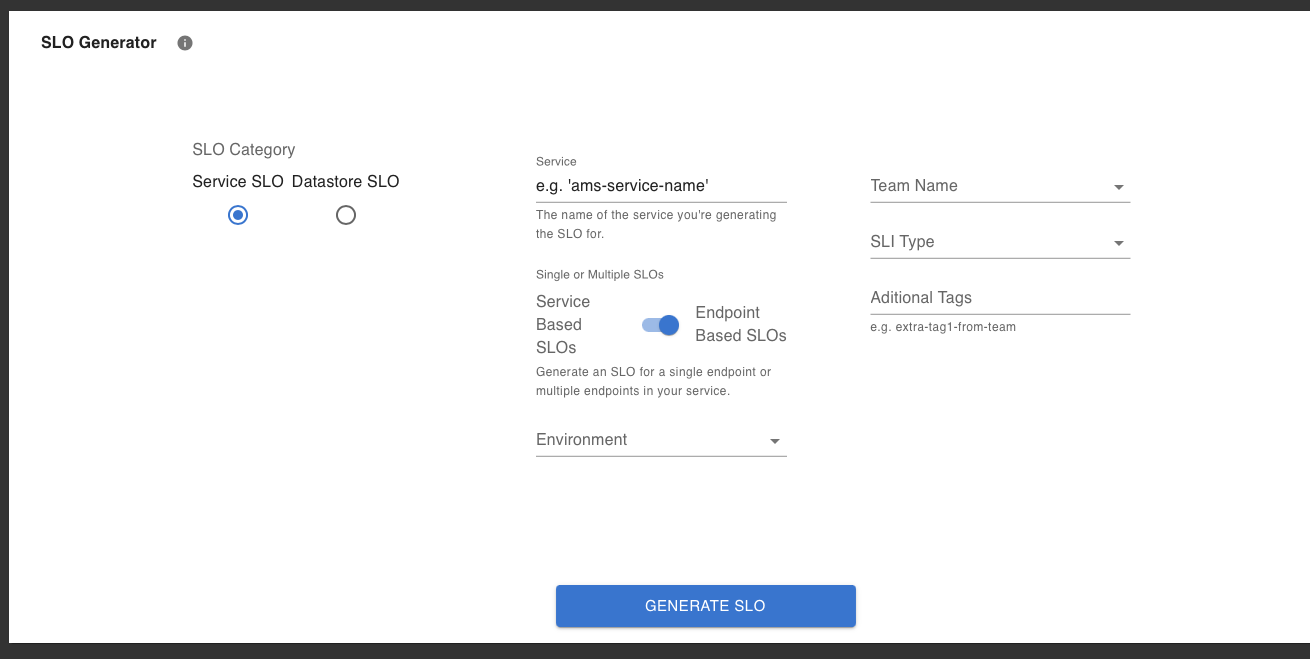 SLO Generator
SLO Category
Service SLO Datastore SLO
Service
e.g. 'ams-service-name'
The name of the service you're generating
the SLO for.
Single or Multiple SLOs
Service
Based
SLOs
Endpoint
Based SLOs
Generate an SLO for a single endpoint or
multiple endpoints in your service.
Environment
Team Name
SLI Type
Aditional Tags
e.g. extra-tag1-from-team
GENERATE SLO